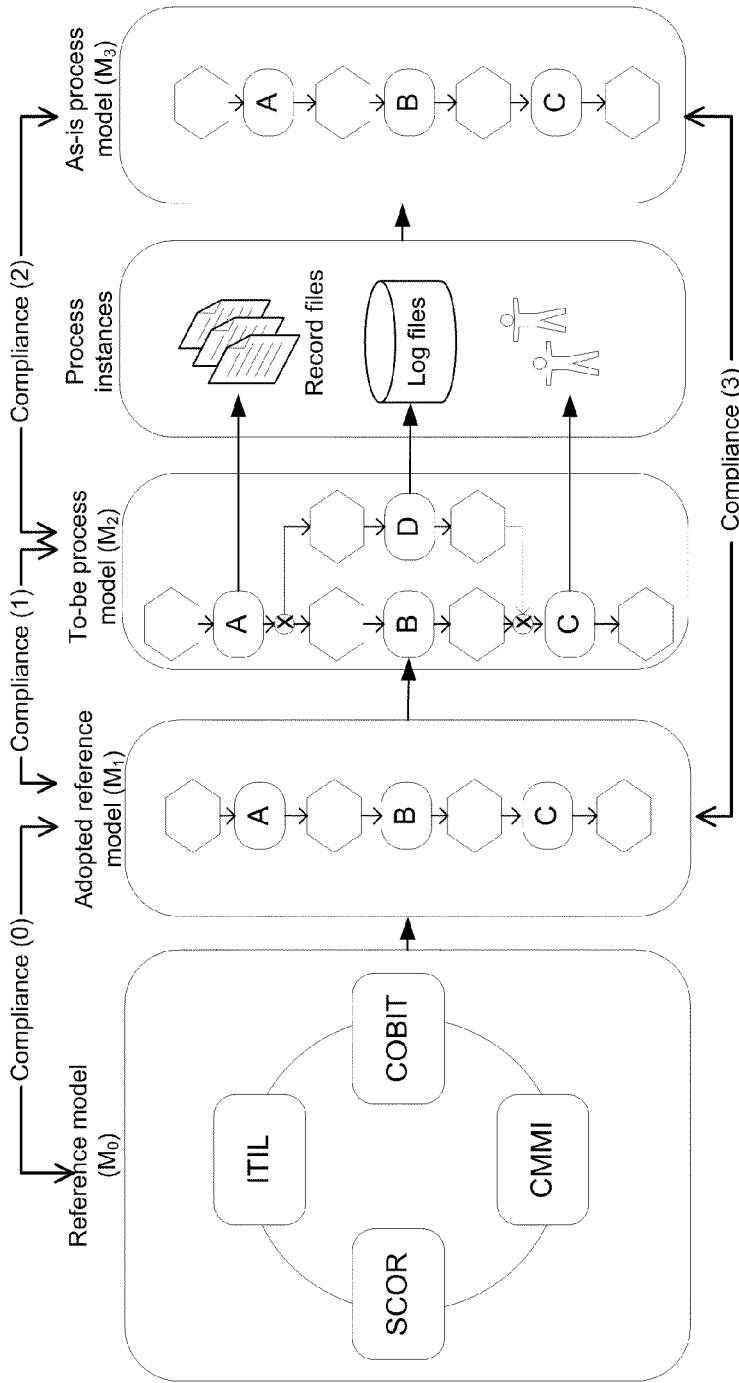 Compliance (0)
Compliance (1)
Compliance (2)
Reference model
(M₀)
Adopted reference
model (M₁)
To-be process
model (M₂)
Process
instances
As-is process
model (M₃)
ITIL
SCOR
COBIT
CMMI
A
B
C
A
X
B
D
X
C
Record files
Log files
A
B
C
Compliance (3)